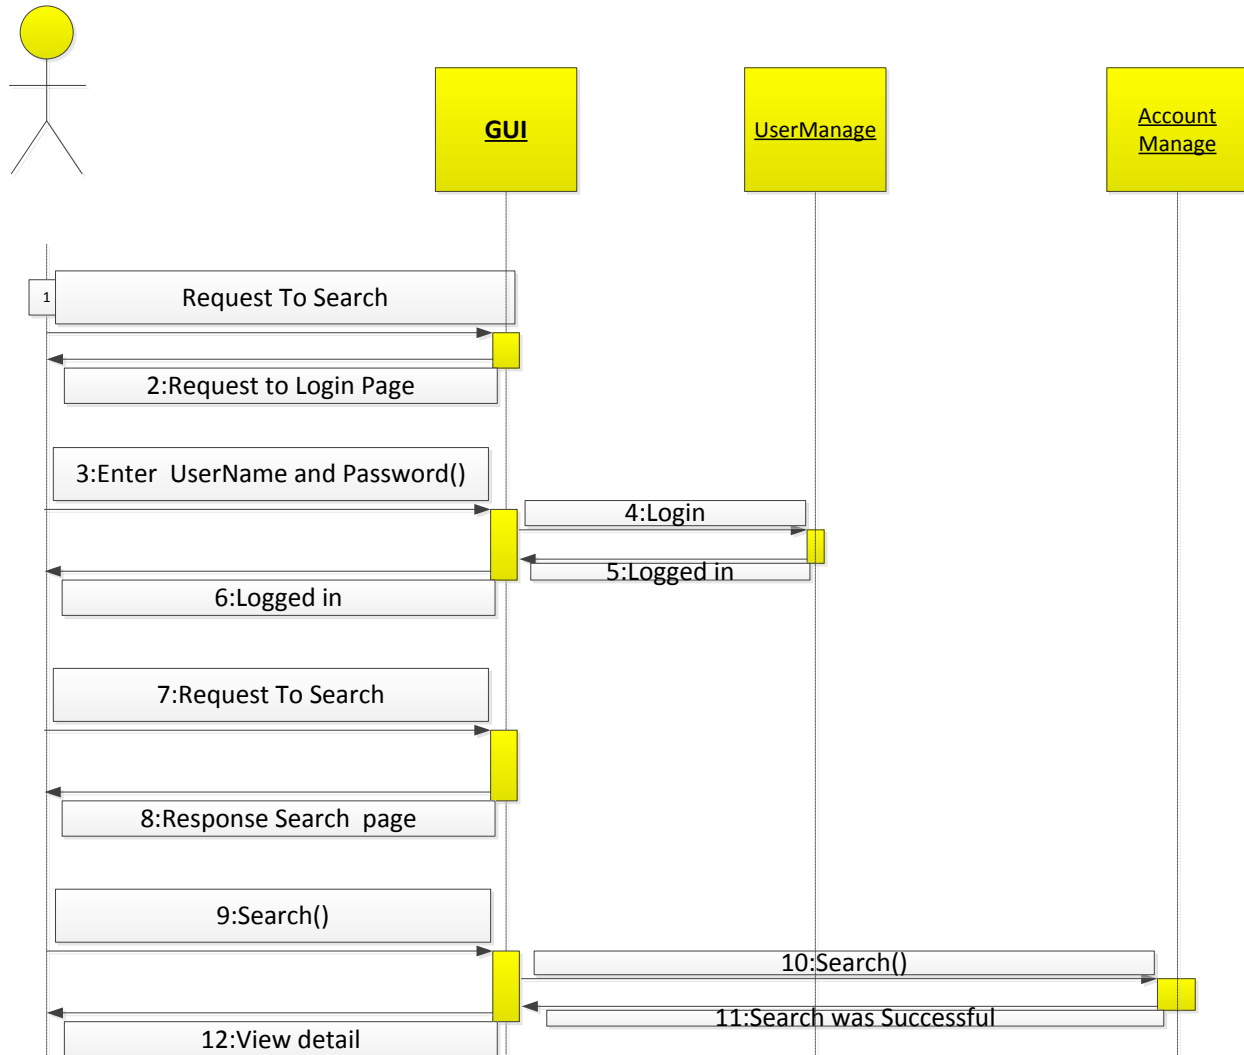 GUI
UserManage
Account
Manage
1
Request To Search
2:Request to Login Page
3:Enter  UserName and Password()
4:Login
5:Logged in
6:Logged in
7:Request To Search
8:Response Search  page
9:Search()
10:Search()
11:Search was Successful
12:View detail